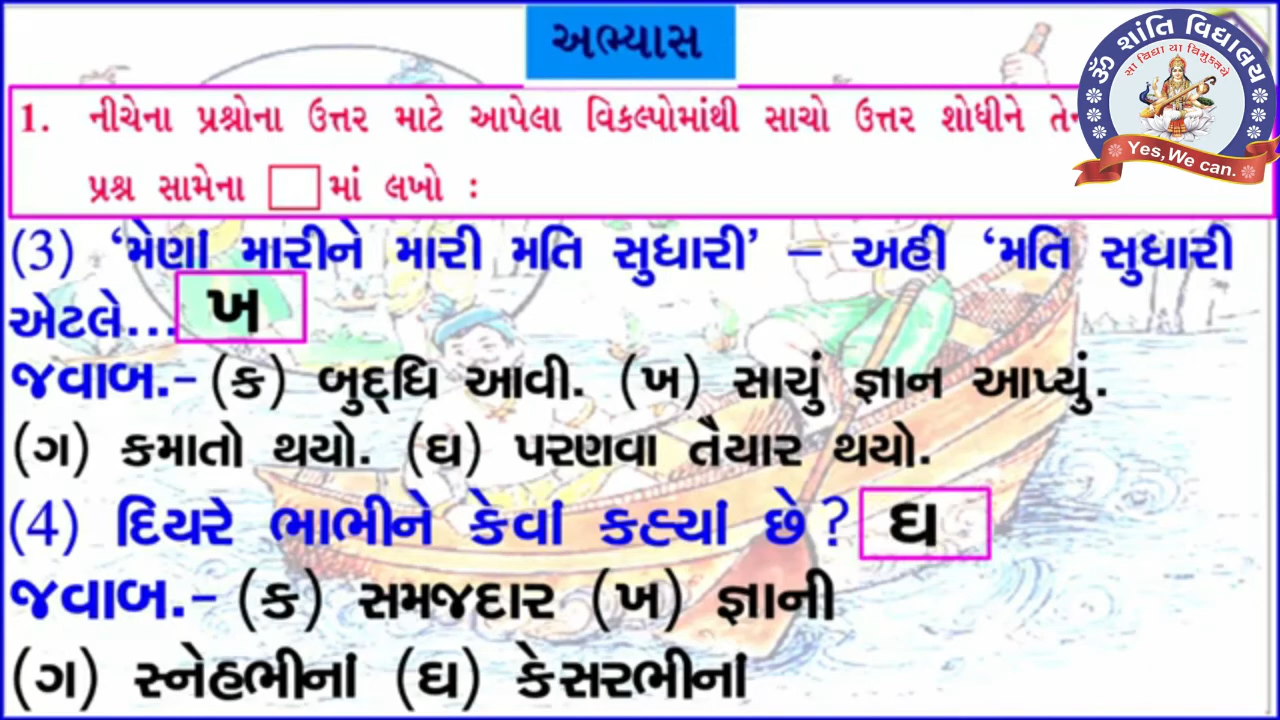 અભ્યાસ
ૐ શાંતિ વિદ્યાલય
સા વિદ્યા યા વિમુક્તયે
Yes, We can.
1. નીચેના પ્રશ્નોના ઉત્તર માટે આપેલા વિકલ્પોમાંથી સાચો ઉત્તર શોધીને
પ્રશ્ન સામેના માં લખો :
(3) ‘મેણાં મારીને મારી મતિ સુધારી’ – અહીં ‘મતિ સુધારી
એટલે... ખ
જવાબ.- (ક) બુદ્ધિ આવી. (ખ) સાચું જ્ઞાન આપ્યું.
(ગ) કમાતો થયો. (ઘ) પરણવા તૈયાર થયો.
(4) દિયરે ભાભીને કેવાં કહ્યાં છે? ઘ
જવાબ.- (ક) સમજદાર (ખ) જ્ઞાની
(ગ) સ્નેહભીનાં (ઘ) કેસરભીનાં